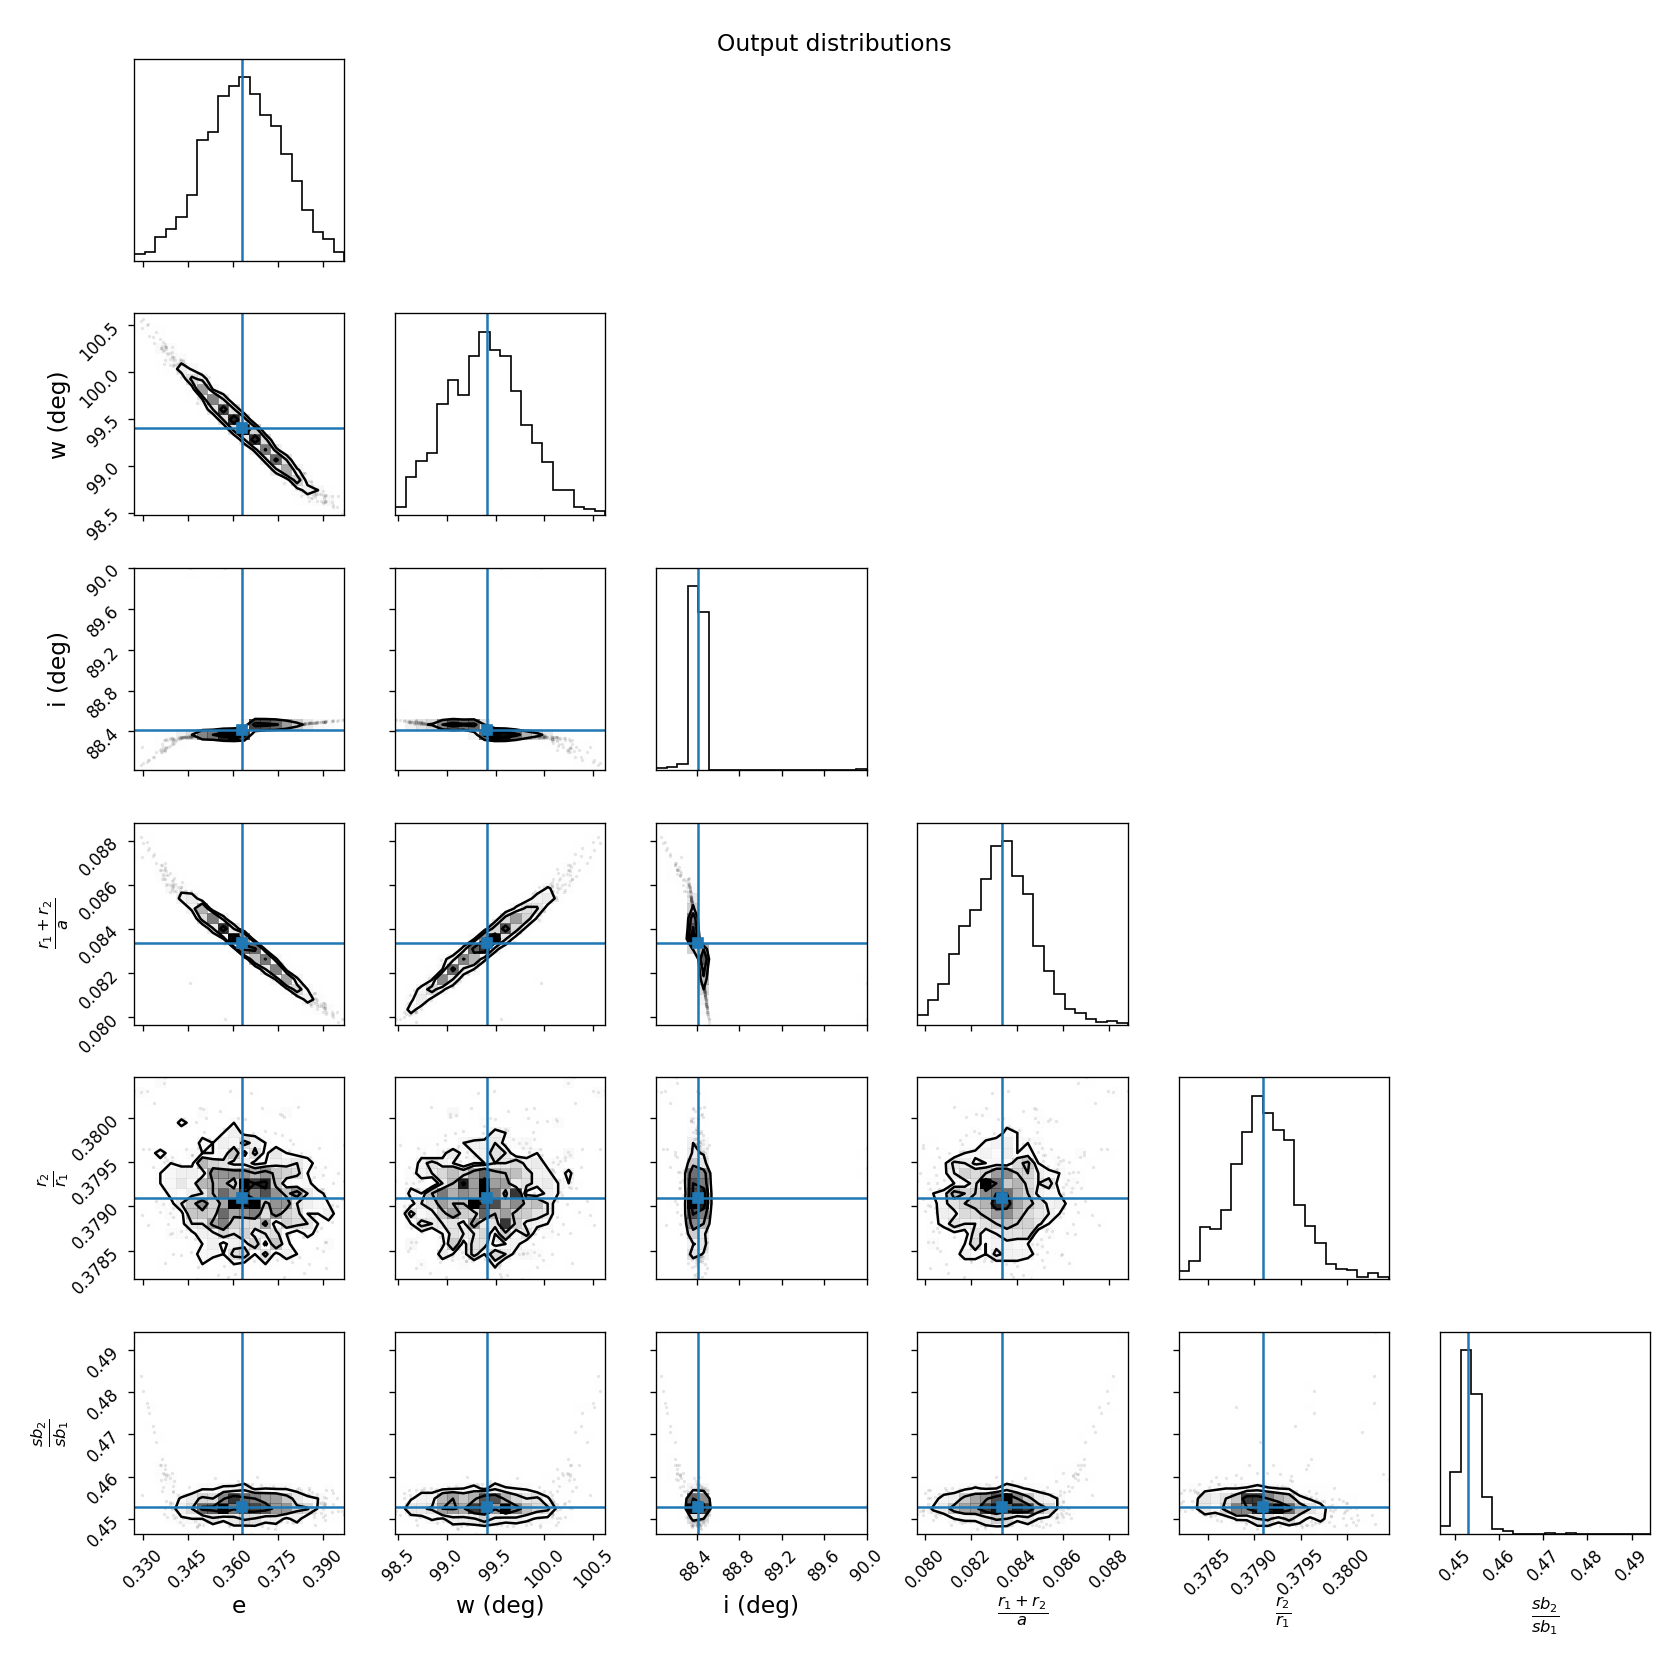 Output distributions
w (deg)
100.5
100.0
99.5
99.0
98.5
i (deg)
90.0
89.6
89.2
88.8
88.4
r₁ + r₂
a
0.088
0.086
0.084
0.082
0.080
r₂
r₁
0.3800
0.3795
0.3790
0.3785
sb₂
sb₁
0.49
0.48
0.47
0.46
0.45
0.330 0.345 0.360 0.375 0.390
98.5 99.0 99.5 100.0 100.5
88.4 88.8 89.2 89.6 90.0
0.080 0.082 0.084 0.086 0.088
0.3785 0.3790 0.3795 0.3800
0.45 0.46 0.47 0.48 0.49
e
w (deg)
i (deg)
r₁ + r₂
a
r₂
r₁
sb₂
sb₁